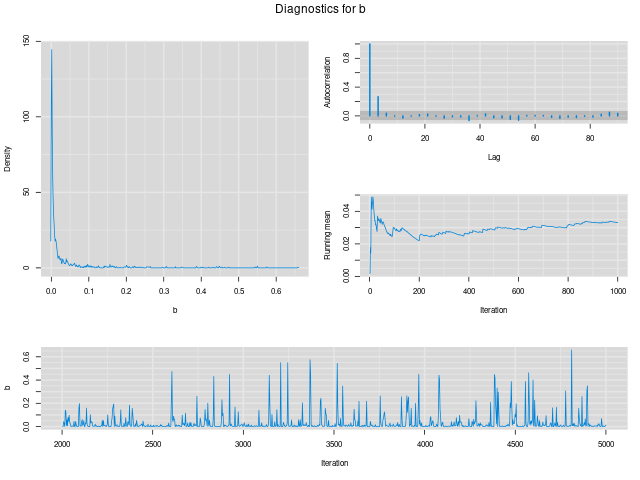 Diagnostics for b
Density
0
50
100
150
0.0 0.1 0.2 0.3 0.4 0.5 0.6
b
Autocorrelation
0.0 0.4 0.8
0 20 40 60 80
Lag
Running mean
0.00 0.02 0.04
0 200 400 600 800 1000
Iteration
b
0.0 0.2 0.4 0.6
2000 2500 3000 3500 4000 4500 5000
Iteration